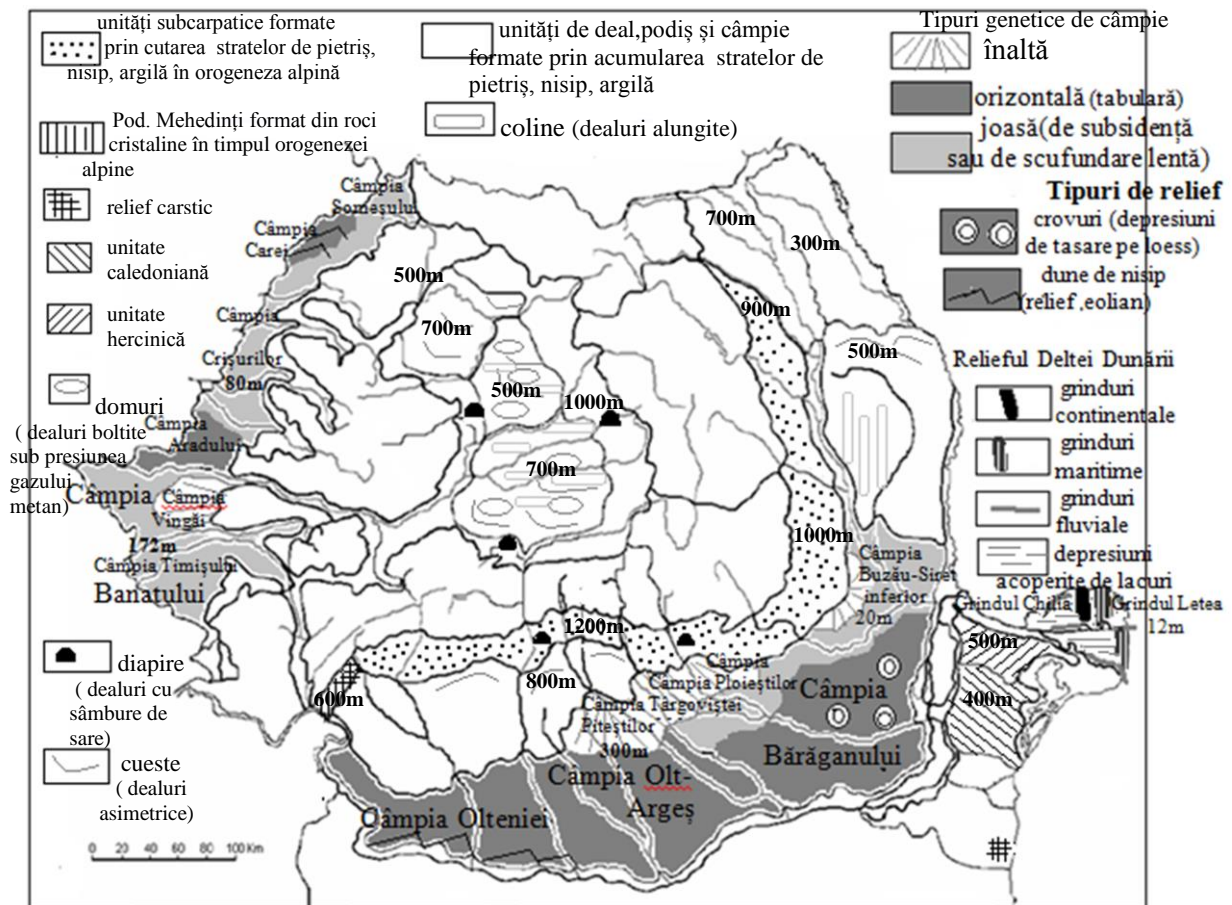 unități subcarpatice formate
prin cutarea stratelor de pietriș,
nisip, argilă în orogeneza alpină
Pod. Mehedinți format din roci
cristaline în timpul orogenezei
alpine
relief carstic
unitate
caledoniană
unitate
hercinică
domuri
( dealuri boltite
sub presiunea
gazului
metan)
diapire
( dealuri cu
sâmbure de
sare)
cueste
( dealuri
asimetrice)
0 20 40 60 80 100 Km
unități de deal,podiș și câmpie
formate prin acumularea stratelor de
pietriș, nisip, argilă
coline (dealuri alungite)
Tipuri genetice de câmpie
înaltă
orizontală (tabulară)
joasă(de subsidență
sau de scufundare lentă)
Tipuri de relief
crovuri (depresiuni
de tasare pe loess)
dune de nisip
(relief ,eolian)
Relieful Deltei Dunării
grinduri
continentale
grinduri
maritime
grinduri
fluviale
depresiuni
acoperite de lacuri
Grindul Chilia
Grindul Letea
12m
Câmpia
Someșului
Câmpia
Carei
Câmpia
Crișurilor
80m
Câmpia
Aradului
Câmpia
Câmpia
Vingăi
172m
Câmpia Timișului
Banatului
500m
700m
500m
1000m
700m
700m
300m
900m
500m
1000m
Câmpia
Buzău-Siret
inferior
20m
1200m
600m
800m
500m
400m
Câmpia
Câmpia Ploieștilor
Câmpia Târgoviștei
Piteștilor
300m
Câmpia
Bărăganului
Câmpia Olt-
Argeș
Câmpia Olteniei